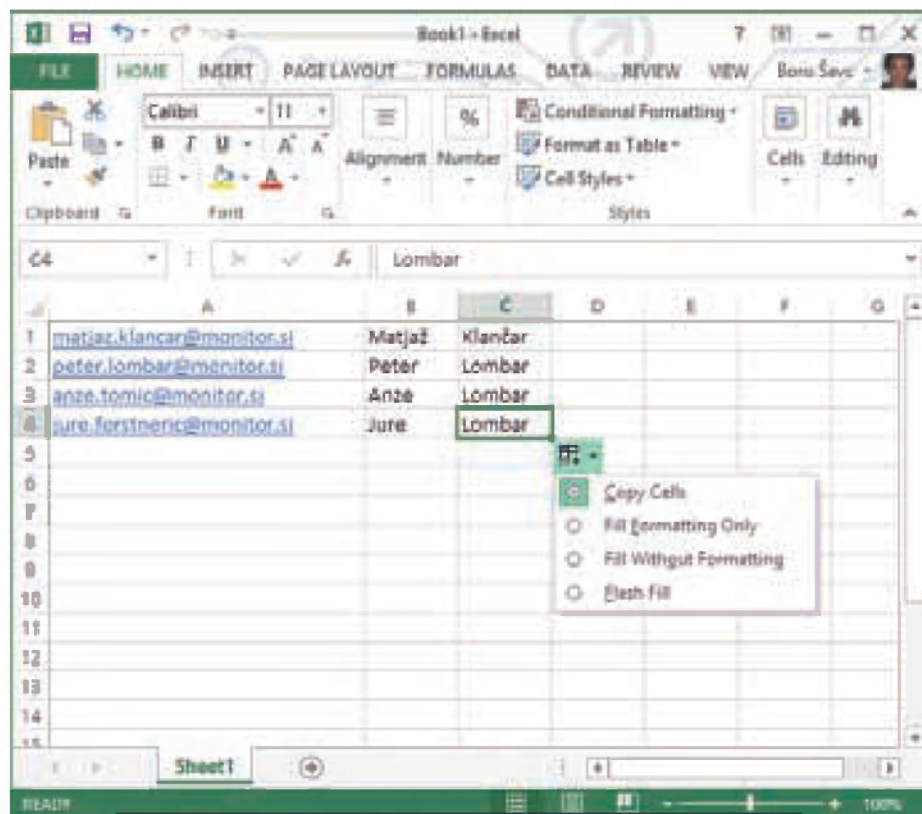 Book1 - Excel
?
FILE HOME INSERT PAGE LAYOUT FORMULAS DATA REVIEW VIEW
Calibri 11
Conditional Formatting
%
Format as Table
Paste
B I U A A
Alignment Number
Cells Editing
Cell Styles
A
Clipboard Font Styles
C4 fx Lombar
A B C D E F G
1 matjaz.klancar@monitor.si Matjaž Klančar
2 peter.lombar@monitor.si Peter Lombar
3 anze.tomic@monitor.si Anze Lombar
4 jure.forstneric@monitor.si Jure Lombar
5
6 Copy Cells
7 Fill Formatting Only
8
9 Fill Without Formatting
10 Flash Fill
11
12
13
14
15
Sheet1
READY 100%